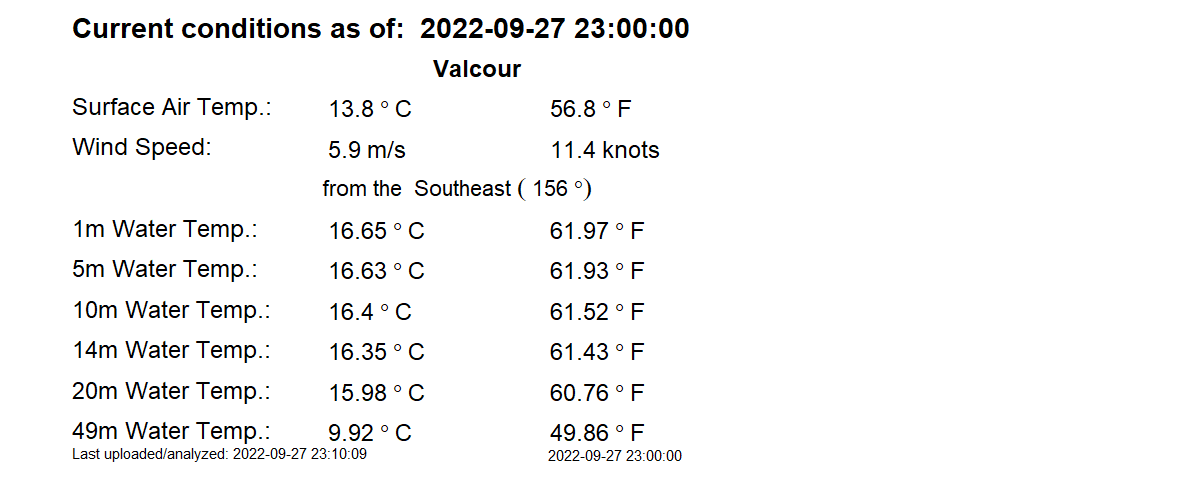 Current conditions as of: 2022-09-27 23:00:00
Valcour
Surface Air Temp.: 13.8 ° C 56.8 ° F
Wind Speed: 5.9 m/s 11.4 knots
from the Southeast ( 156 °)
1m Water Temp.: 16.65 ° C 61.97 ° F
5m Water Temp.: 16.63 ° C 61.93 ° F
10m Water Temp.: 16.4 ° C 61.52 ° F
14m Water Temp.: 16.35 ° C 61.43 ° F
20m Water Temp.: 15.98 ° C 60.76 ° F
49m Water Temp.: 9.92 ° C 49.86 ° F
Last uploaded/analyzed: 2022-09-27 23:10:09 2022-09-27 23:00:00